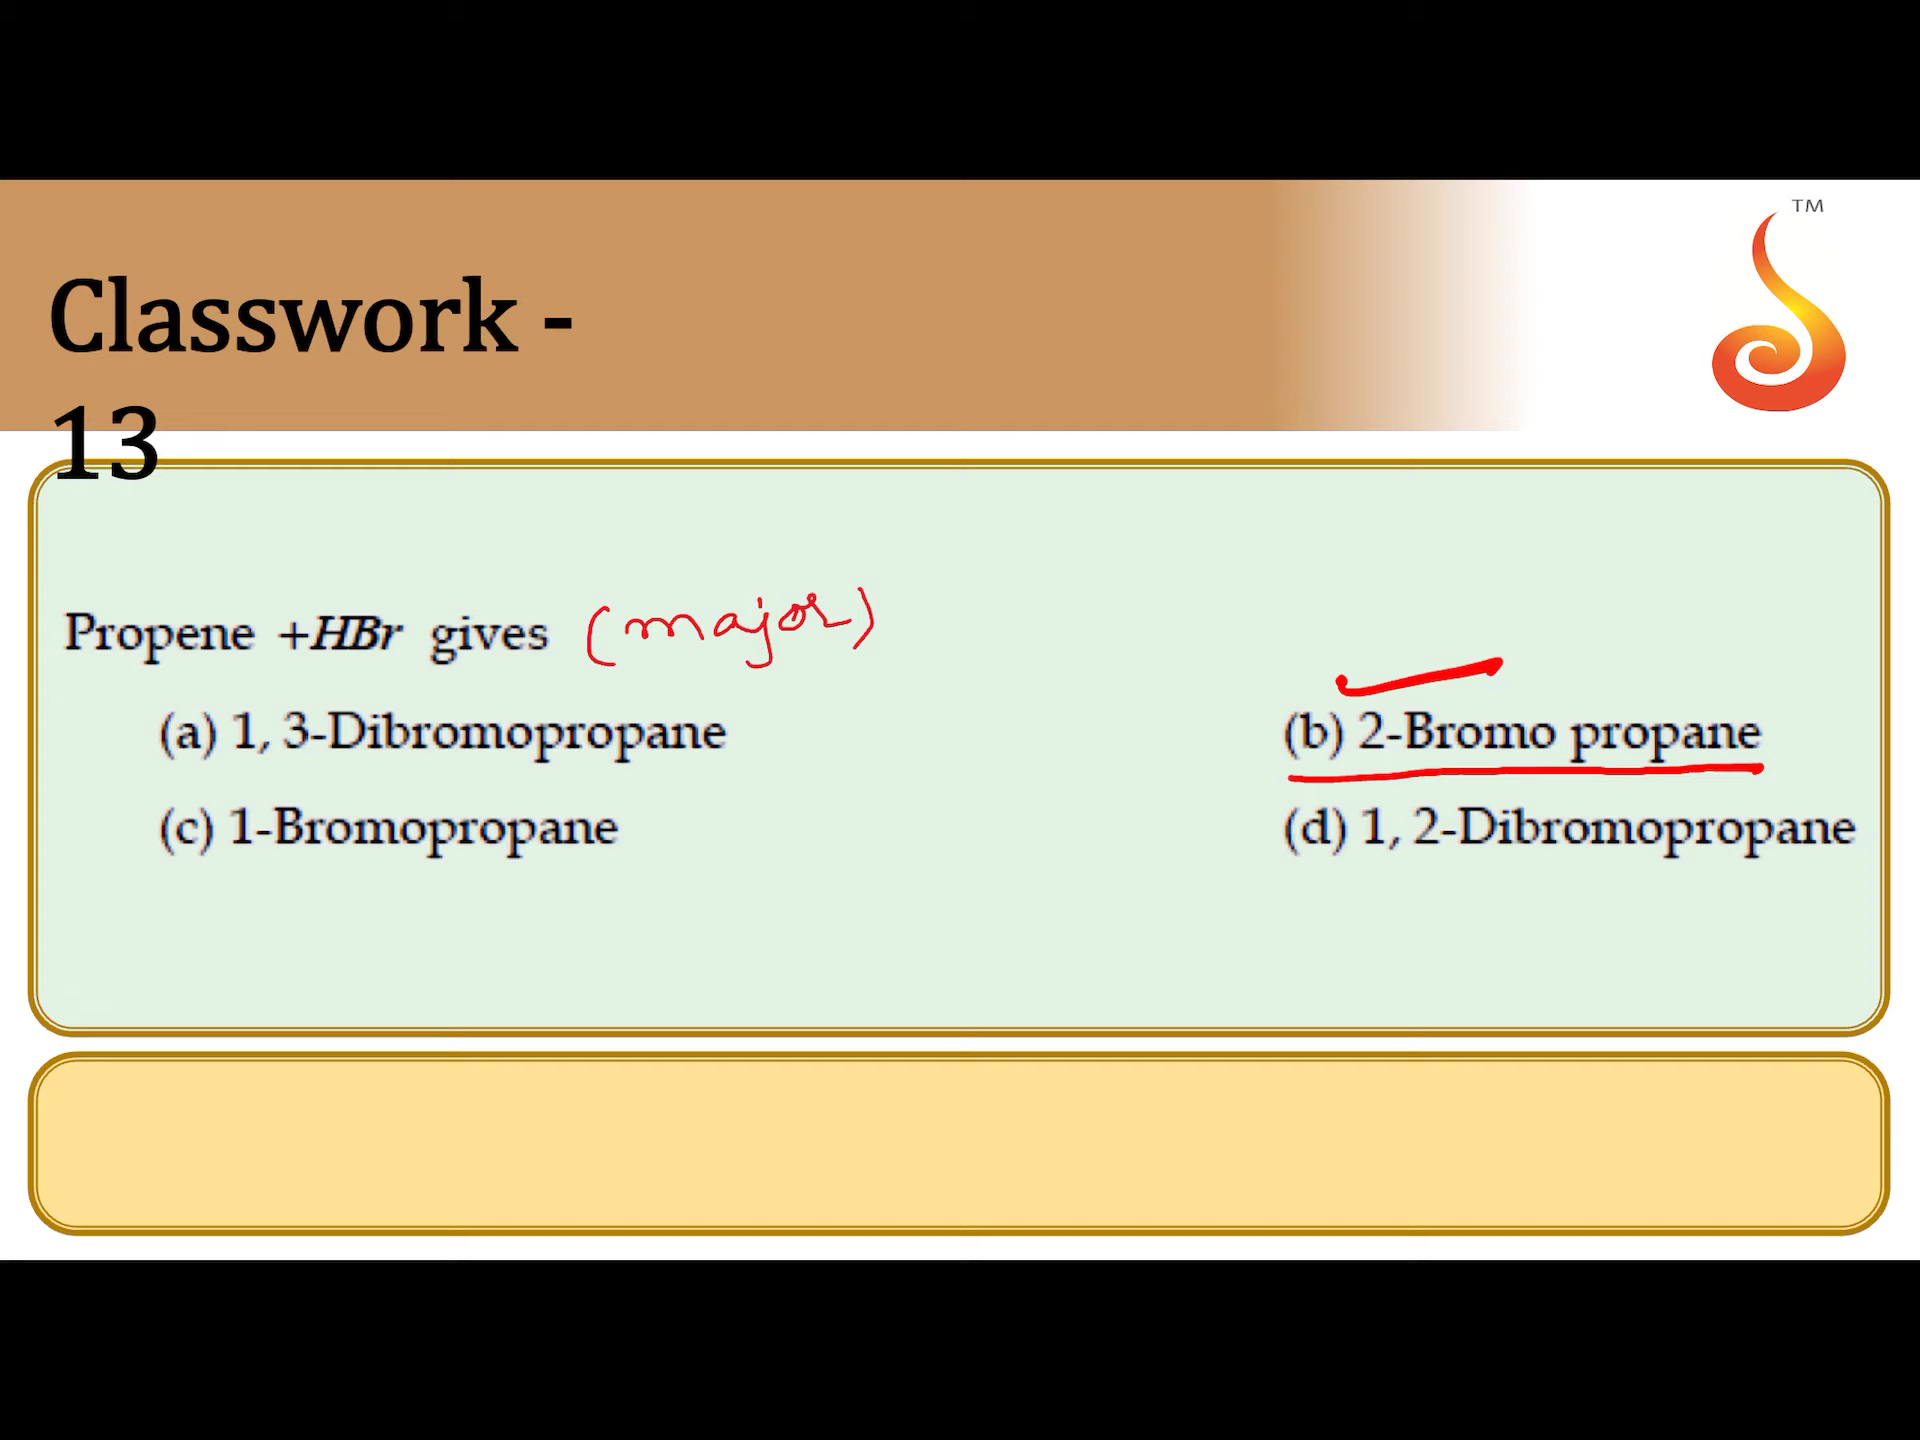 TM
Classwork -
13
Propene +HBr gives (major)
(a) 1, 3-Dibromopropane (b) 2-Bromo propane
(c) 1-Bromopropane (d) 1, 2-Dibromopropane